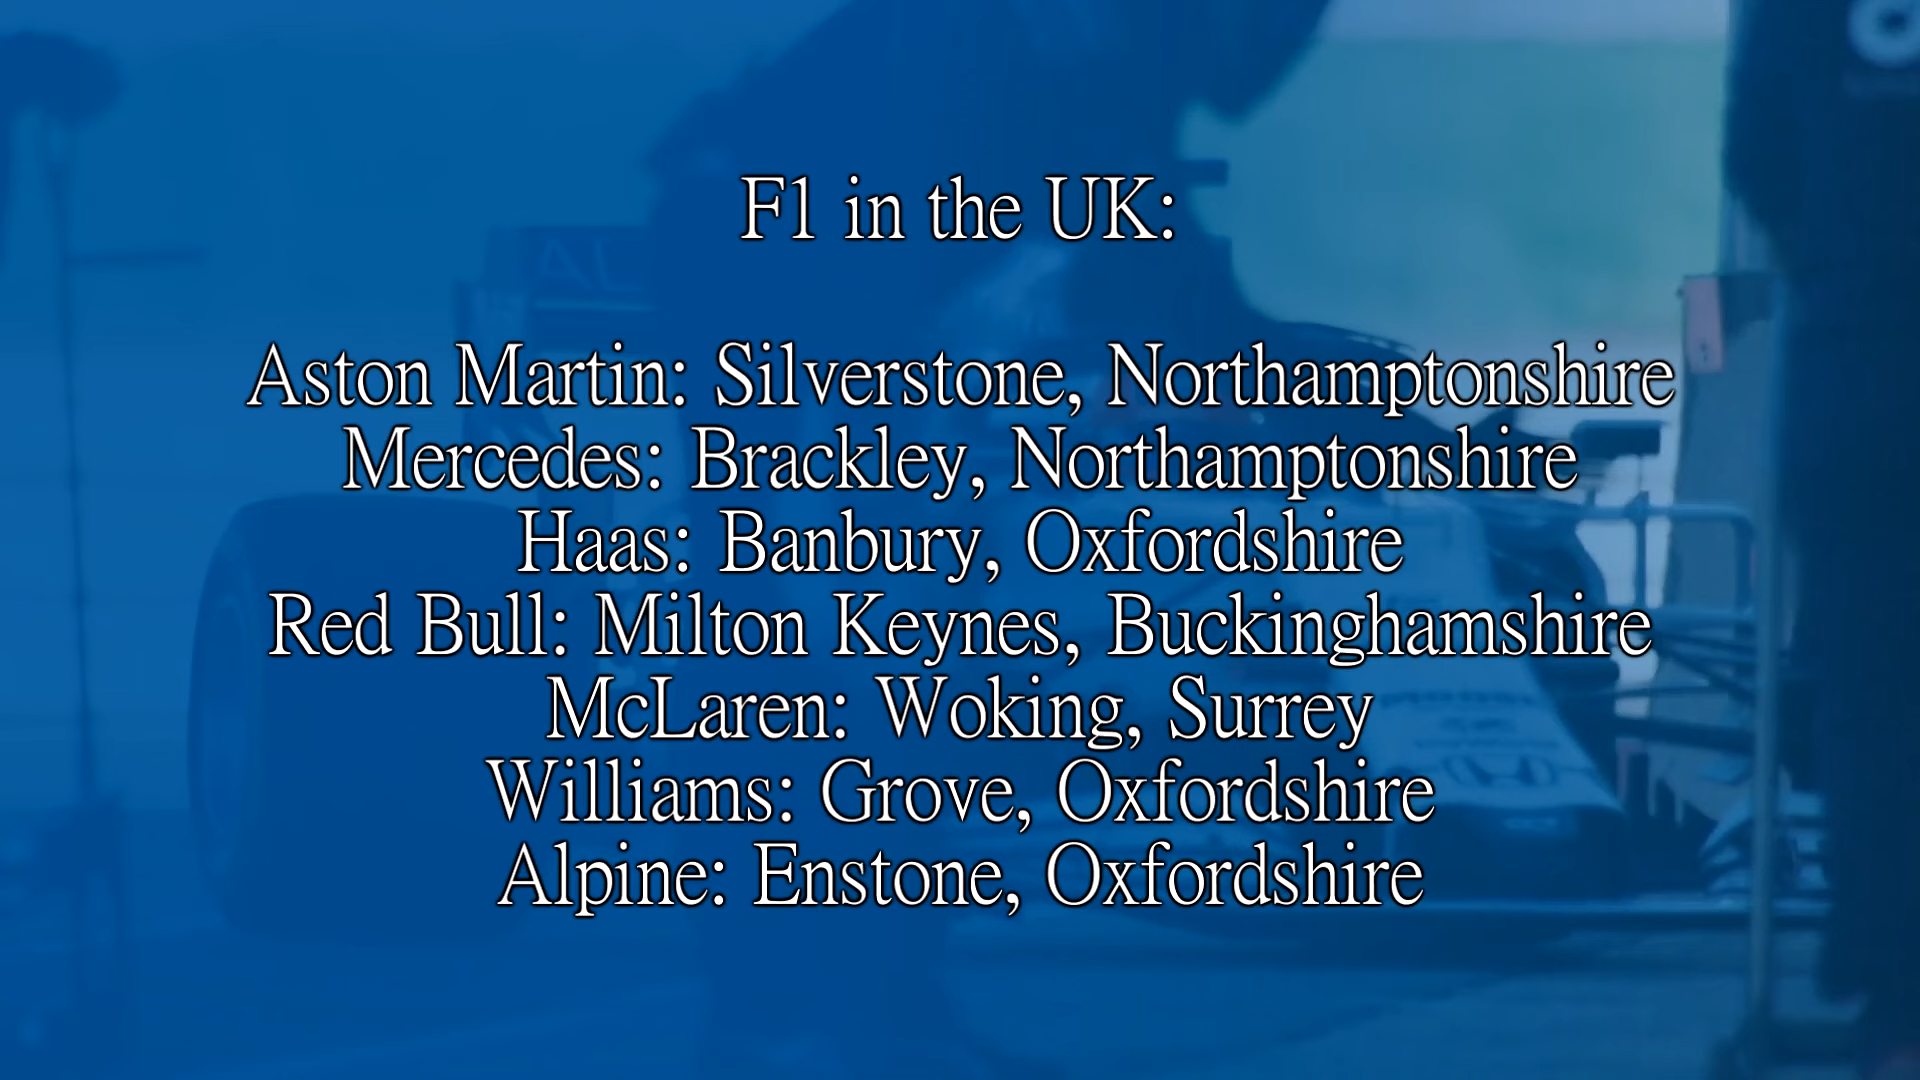 F1 in the UK:
Aston Martin: Silverstone, Northamptonshire
Mercedes: Brackley, Northamptonshire
Haas: Banbury, Oxfordshire
Red Bull: Milton Keynes, Buckinghamshire
McLaren: Woking, Surrey
Williams: Grove, Oxfordshire
Alpine: Enstone, Oxfordshire